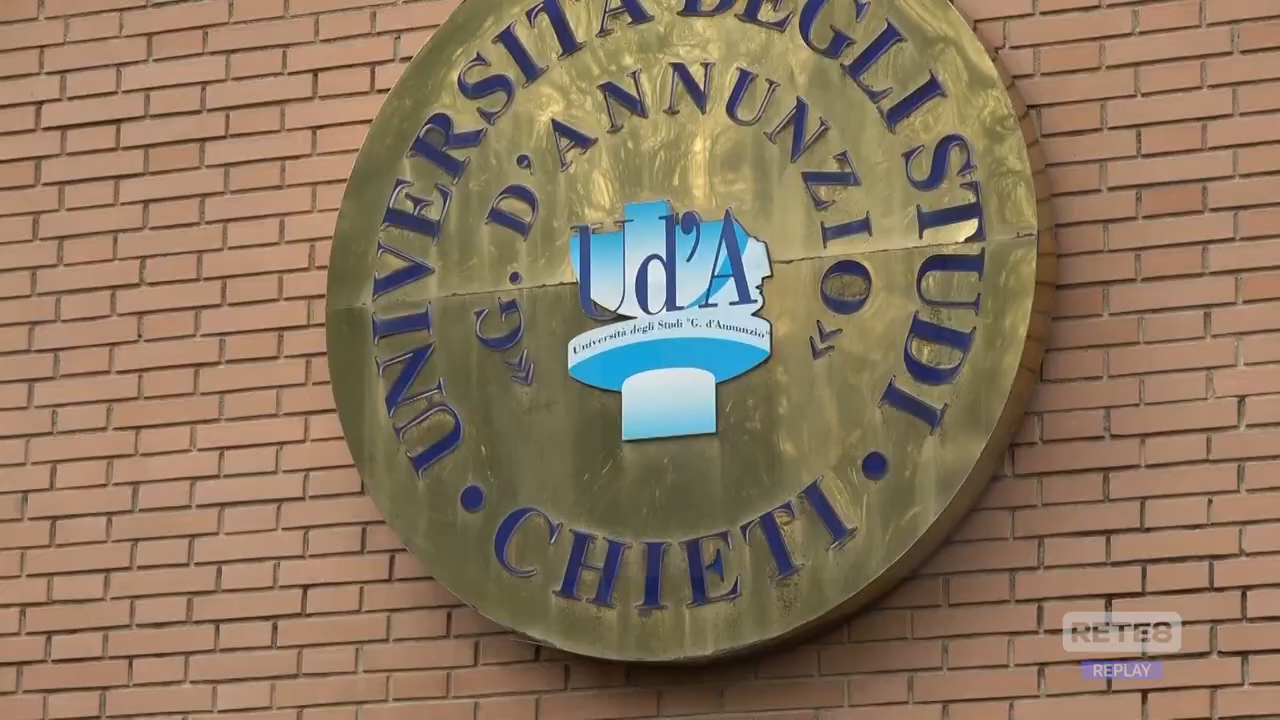 UNIVERSITÀ DEGLI STUDI
«G. D'ANNUNZIO»
Ud'A
Università degli Studi "G. d'Annunzio"
• CHIETI •
RETE8
REPLAY